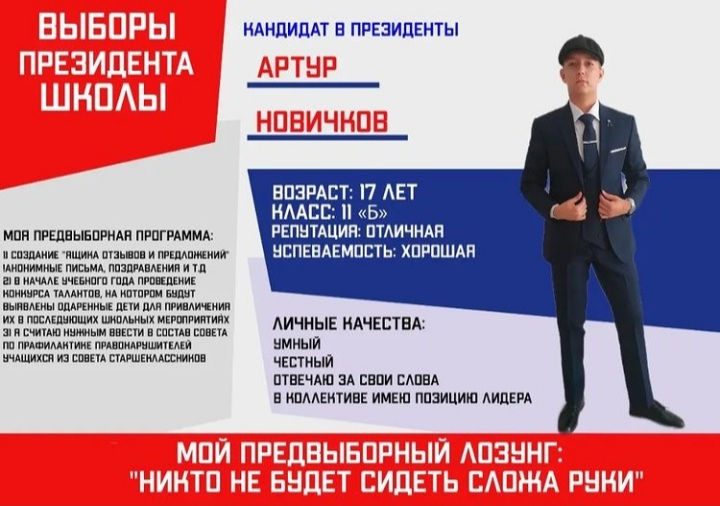 ВЫБОРЫ
ПРЕЗИДЕНТА
ШКОЛЫ
КАНДИДАТ В ПРЕЗИДЕНТЫ
АРТУР
НОВИЧКОВ
ВОЗРАСТ: 17 ЛЕТ
КЛАСС: 11 «Б»
РЕПУТАЦИЯ: ОТЛИЧНАЯ
УСПЕВАЕМОСТЬ: ХОРОШАЯ
МОЯ ПРЕДВЫБОРНАЯ ПРОГРАММА:
1) СОЗДАНИЕ "ЯЩИКА ОТЗЫВОВ И ПРЕДЛОЖЕНИЙ"
(АНОНИМНЫЕ ПИСЬМА, ПОЗДРАВЛЕНИЯ И Т.Д
2) В НАЧАЛЕ УЧЕБНОГО ГОДА ПРОВЕДЕНИЕ
КОНКУРСА ТАЛАНТОВ, НА КОТОРОМ БУДУТ
ВЫЯВЛЕНЫ ОДАРЕННЫЕ ДЕТИ ДЛЯ ПРИВЛИЧЕНИЯ
ИХ В ПОСЛЕДУЮЩИХ ШКОЛЬНЫХ МЕРОПРИЯТИЯХ
3) Я СЧИТАЮ НУЖНЫМ ВВЕСТИ В СОСТАВ СОВЕТА
ПО ПРАФИЛАКТИКЕ ПРАВОНАРУШИТЕЛЕЙ
УЧАЩИХСЯ ИЗ СОВЕТА СТАРШЕКЛАССНИКОВ
ЛИЧНЫЕ КАЧЕСТВА:
УМНЫЙ
ЧЕСТНЫЙ
ОТВЕЧАЮ ЗА СВОИ СЛОВА
В КОЛЛЕКТИВЕ ИМЕЮ ПОЗИЦИЮ ЛИДЕРА
МОЙ ПРЕДВЫБОРНЫЙ ЛОЗУНГ:
"НИКТО НЕ БУДЕТ СИДЕТЬ СЛОЖА РУКИ"